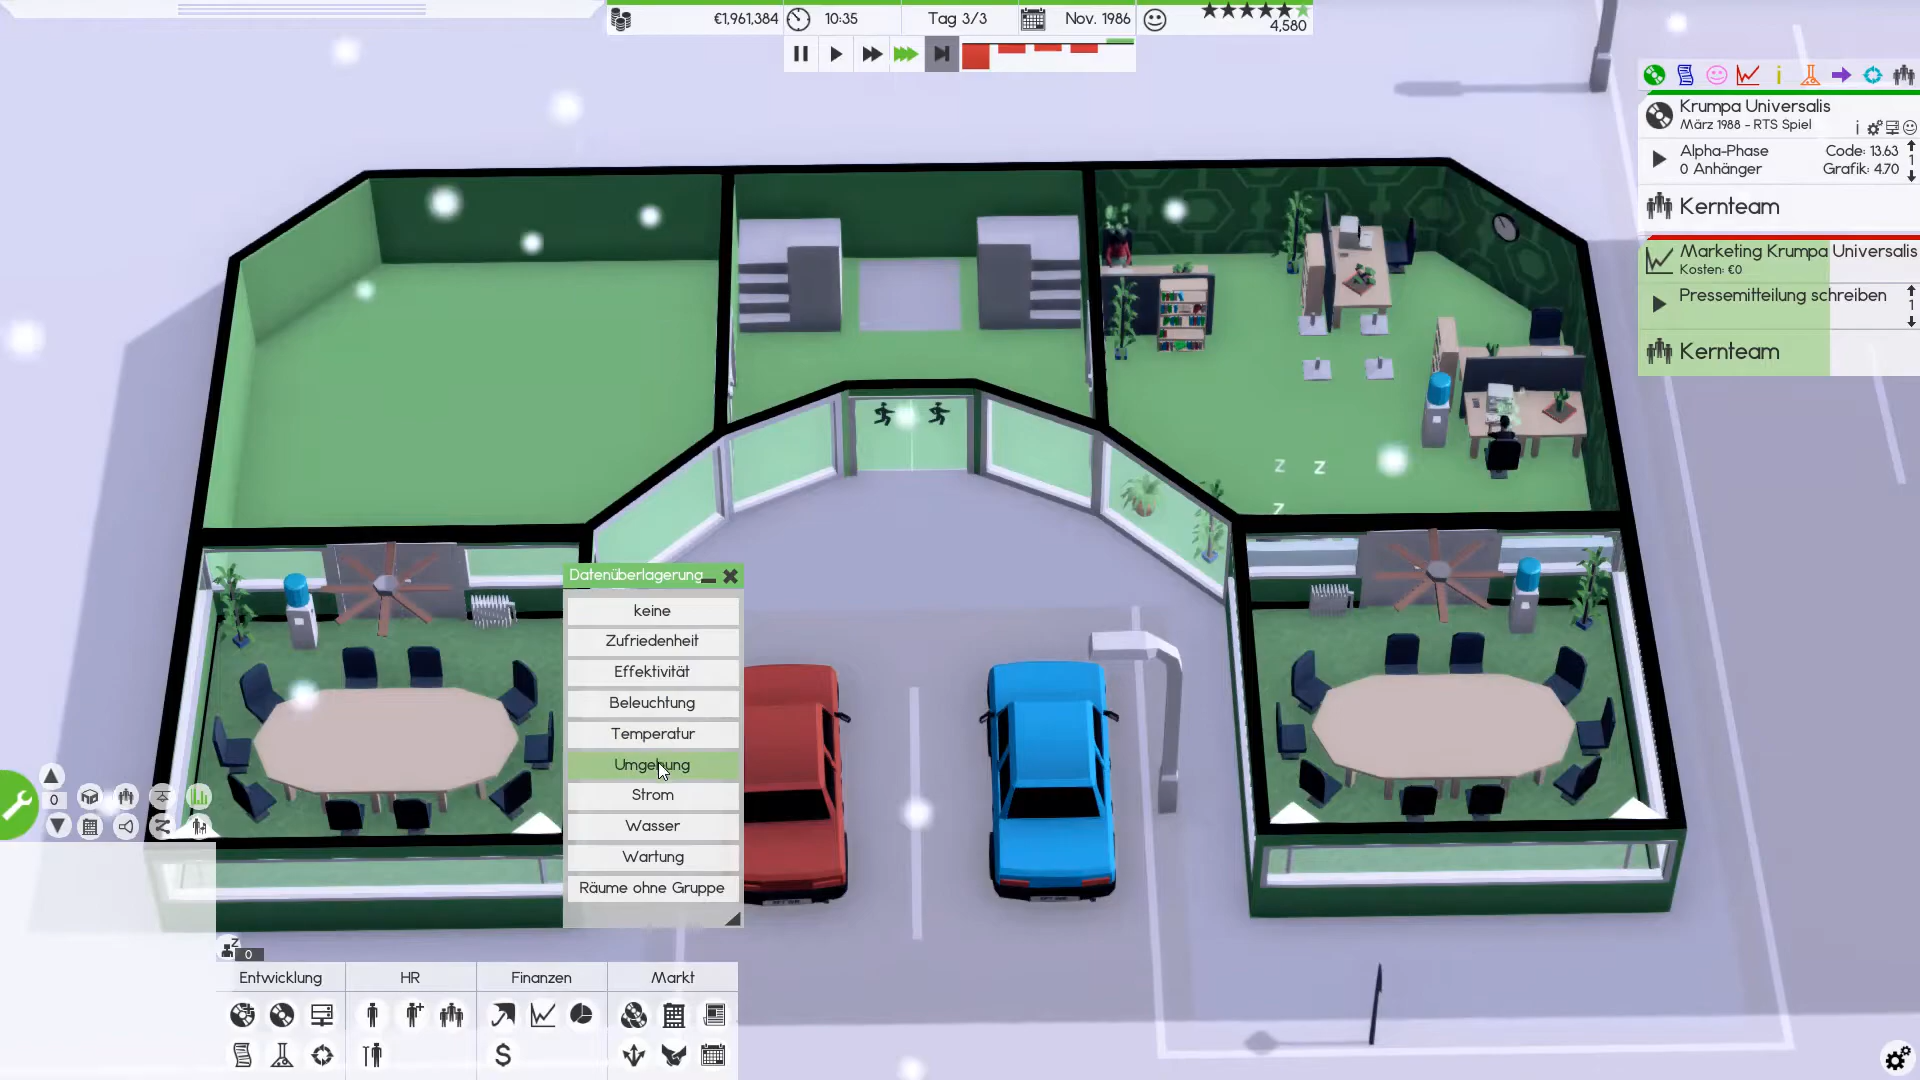 €1,961,384
10:35
Tag 3/3
Nov. 1986
4,580
Krumpa Universalis
März 1988 - RTS Spiel
i
Alpha-Phase
Code: 13.63
1
0 Anhänger
Grafik: 4.70
Kernteam
Marketing Krumpa Universalis
Kosten: €0
Pressemitteilung schreiben
1
Kernteam
z z
z
Datenüberlagerung
keine
Zufriedenheit
Effektivität
Beleuchtung
Temperatur
Umgebung
Strom
Wasser
Wartung
Räume ohne Gruppe
0
z
0
Entwicklung
HR
Finanzen
Markt